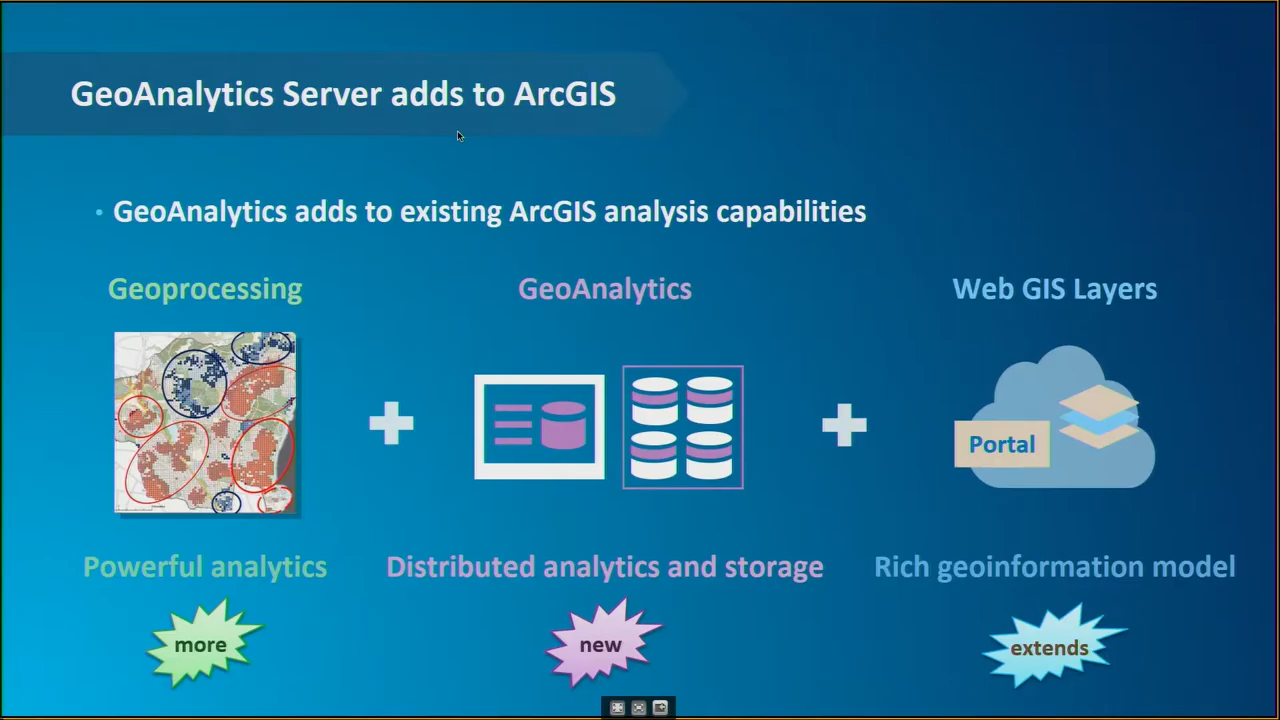 GeoAnalytics Server adds to ArcGIS
• GeoAnalytics adds to existing ArcGIS analysis capabilities
Geoprocessing
GeoAnalytics
Web GIS Layers
Portal
Powerful analytics
Distributed analytics and storage
Rich geoinformation model
more
new
extends